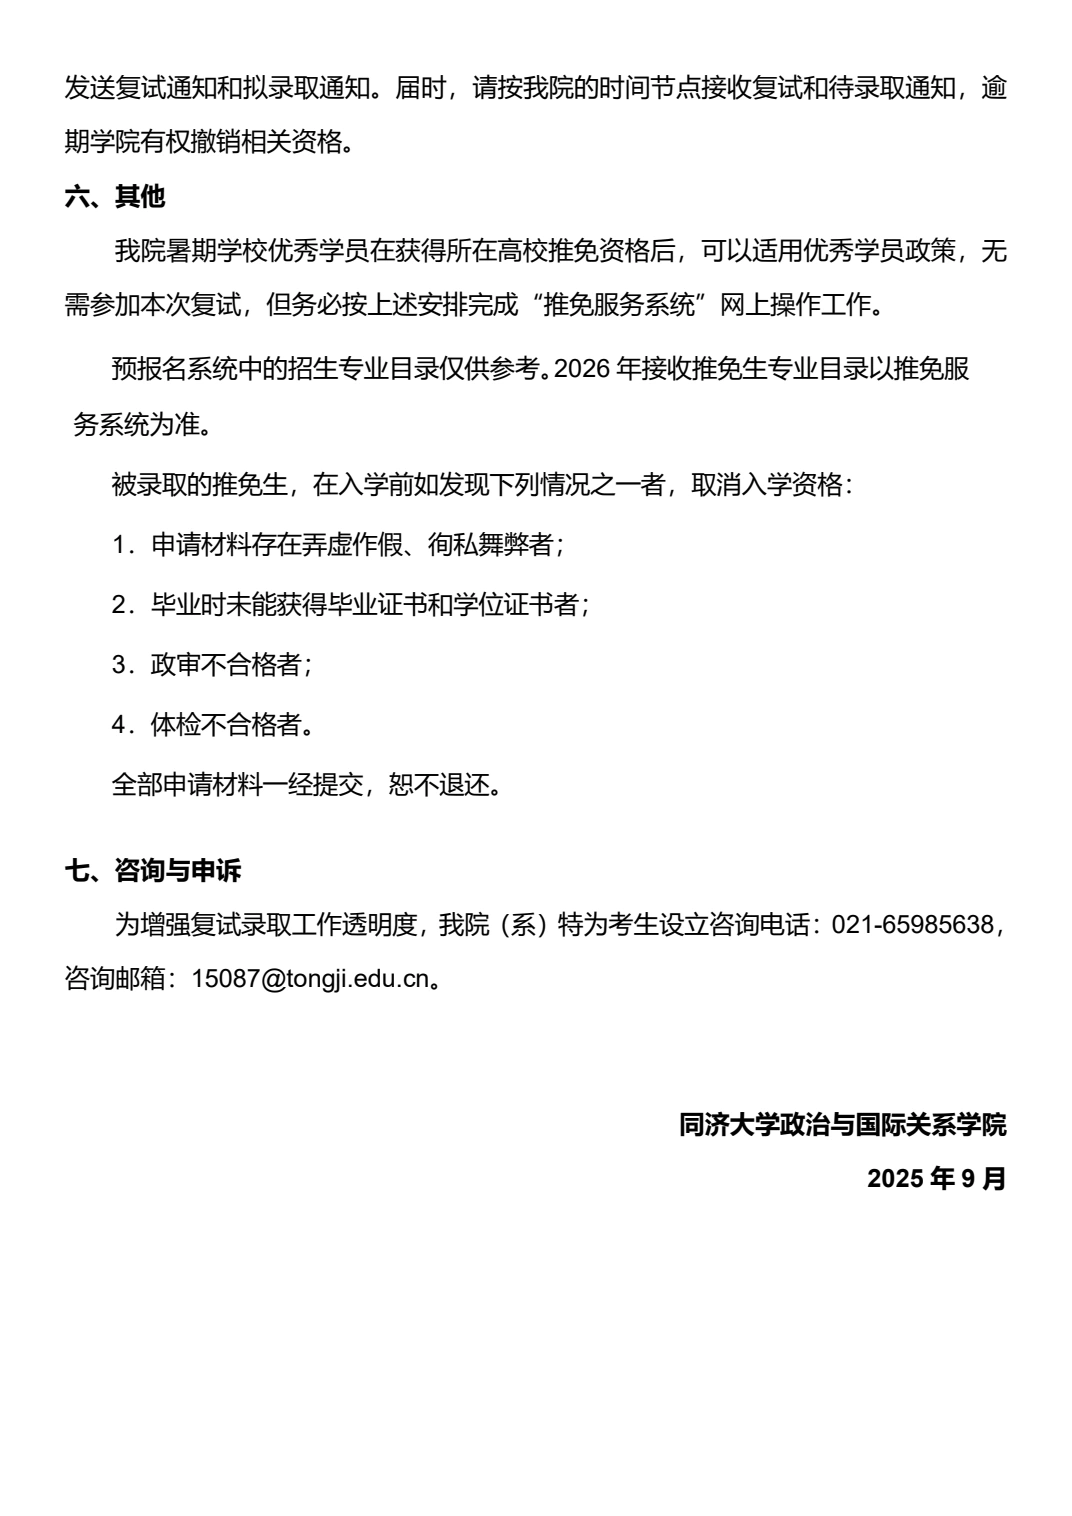 发送复试通知和拟录取通知。届时，请按我院的时间节点接收复试和待录取通知，逾
期学院有权撤销相关资格。
六、其他
我院暑期学校优秀学员在获得所在高校推免资格后，可以适用优秀学员政策，无
需参加本次复试，但务必按上述安排完成“推免服务系统”网上操作工作。
预报名系统中的招生专业目录仅供参考。2026 年接收推免生专业目录以推免服
务系统为准。
被录取的推免生，在入学前如发现下列情况之一者，取消入学资格：
1．申请材料存在弄虚作假、徇私舞弊者；
2．毕业时未能获得毕业证书和学位证书者；
3．政审不合格者；
4．体检不合格者。
全部申请材料一经提交，恕不退还。
七、咨询与申诉
为增强复试录取工作透明度，我院（系）特为考生设立咨询电话：021-65985638，
咨询邮箱：15087@tongji.edu.cn。
同济大学政治与国际关系学院
2025 年 9 月